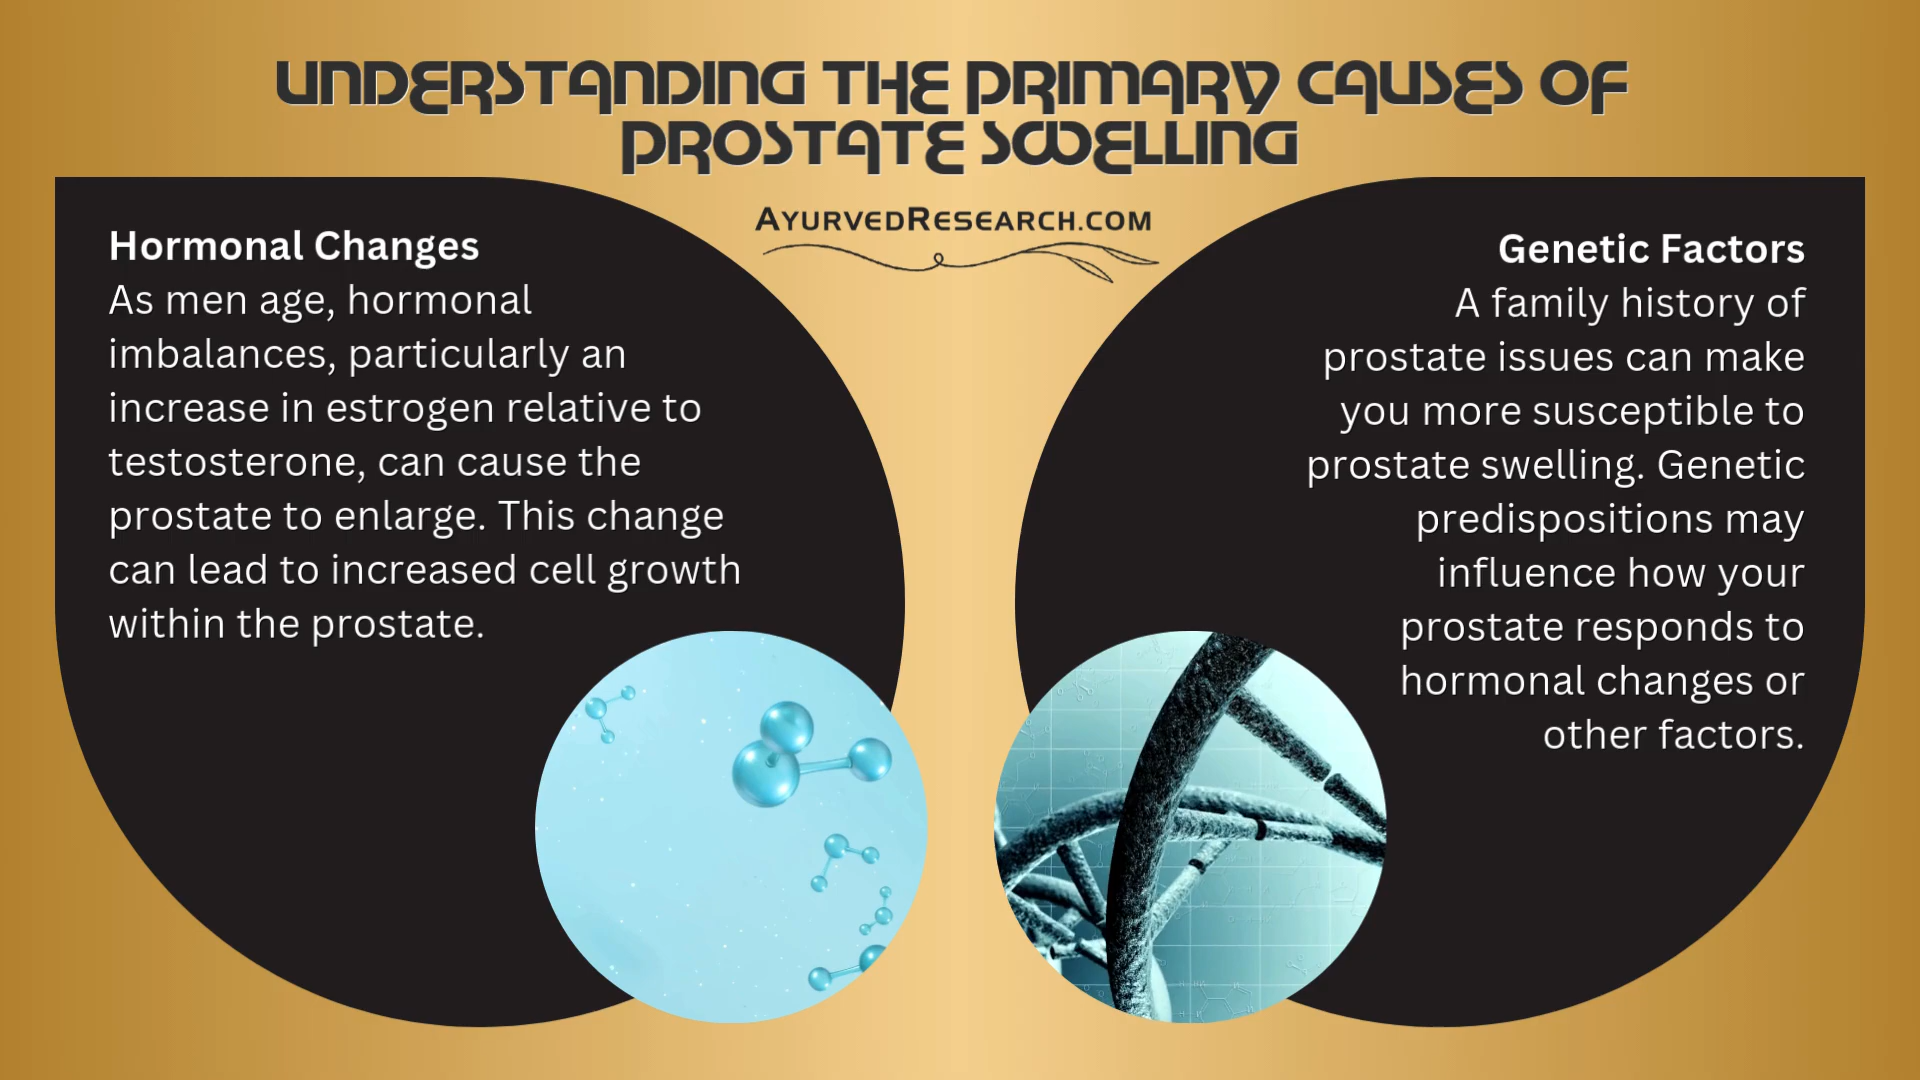 UNDERSTANDING THE PRIMARY CAUSES OF
PROSTATE SWELLING
AYURVEDRESEARCH.COM
Hormonal Changes
As men age, hormonal
imbalances, particularly an
increase in estrogen relative to
testosterone, can cause the
prostate to enlarge. This change
can lead to increased cell growth
within the prostate.
Genetic Factors
A family history of
prostate issues can make
you more susceptible to
prostate swelling. Genetic
predispositions may
influence how your
prostate responds to
hormonal changes or
other factors.